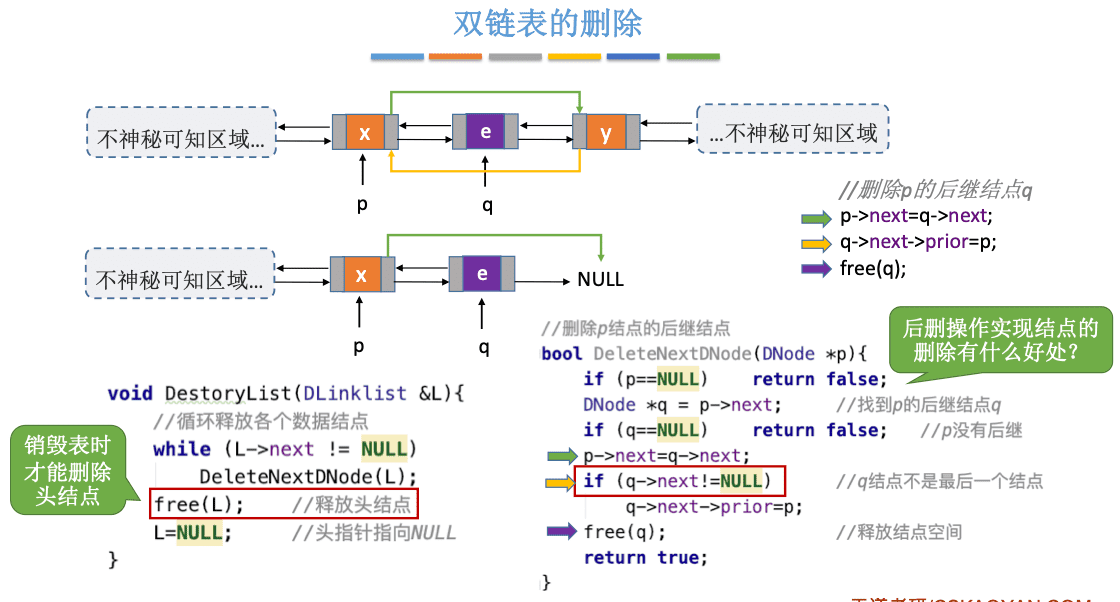 双链表的删除
不神秘可知区域...
x
e
y
...不神秘可知区域
p
q
//删除p的后继结点q
p->next=q->next;
q->next->prior=p;
free(q);
不神秘可知区域...
x
e
NULL
p
q
//删除p结点的后继结点
bool DeleteNextDNode(DNode *p){
if (p==NULL) return false;
DNode *q = p->next; //找到p的后继结点q
if (q==NULL) return false; //p没有后继
p->next=q->next;
if (q->next!=NULL) //q结点不是最后一个结点
q->next->prior=p;
free(q); //释放结点空间
return true;
}
后删操作实现结点的
删除有什么好处?
void DestoryList(DLinklist &L){
//循环释放各个数据结点
while (L->next != NULL)
DeleteNextDNode(L);
free(L); //释放头结点
L=NULL; //头指针指向NULL
}
销毁表时
才能删除
头结点